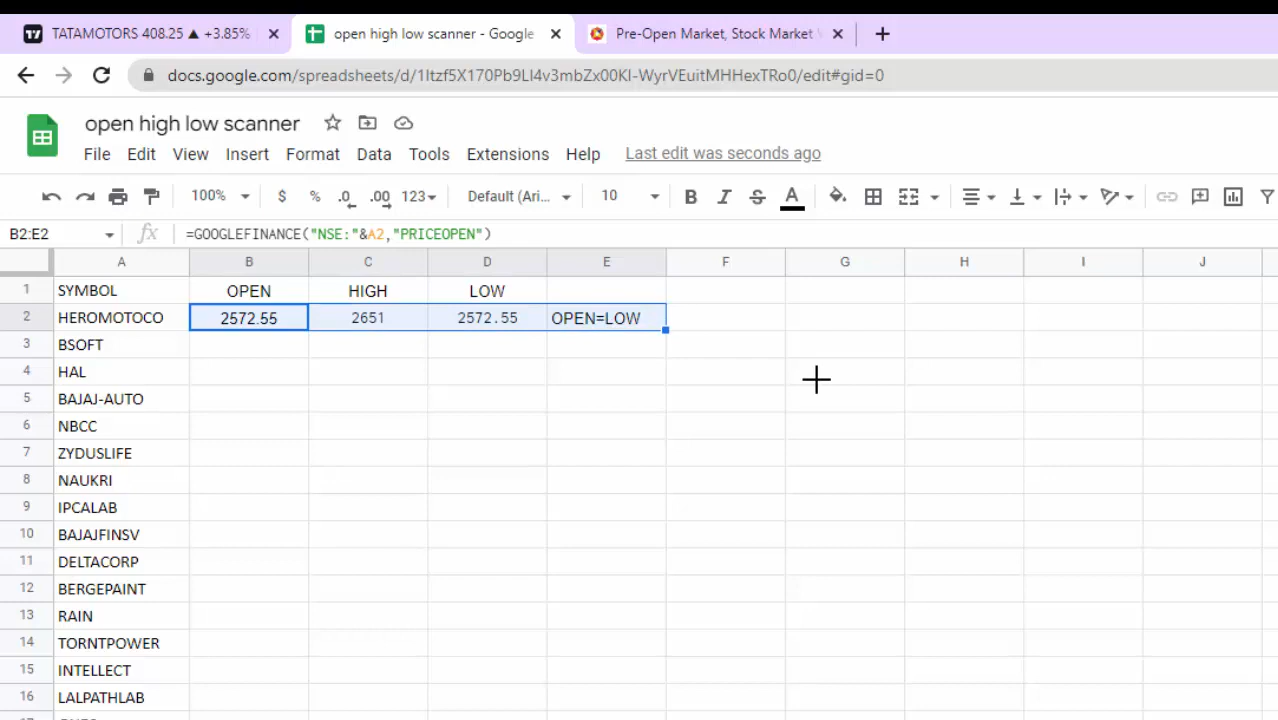 TATAMOTORS 408.25 ▲ +3.85%
open high low scanner - Google
Pre-Open Market, Stock Market
docs.google.com/spreadsheets/d/1Itzf5X170Pb9LI4v3mbZx00KI-WyrVEuitMHHexTRo0/edit#gid=0
open high low scanner
File Edit View Insert Format Data Tools Extensions Help Last edit was seconds ago
100% $ % .0 .00 123 Default (Ari... 10 B I S A
B2:E2 fx =GOOGLEFINANCE("NSE:"&A2,"PRICEOPEN")
A B C D E F G H I J
1 SYMBOL OPEN HIGH LOW
2 HEROMOTOCO 2572.55 2651 2572.55 OPEN=LOW
3 BSOFT
4 HAL
5 BAJAJ-AUTO
6 NBCC
7 ZYDUSLIFE
8 NAUKRI
9 IPCALAB
10 BAJAJFINSV
11 DELTACORP
12 BERGEPAINT
13 RAIN
14 TORNTPOWER
15 INTELLECT
16 LALPATHLAB